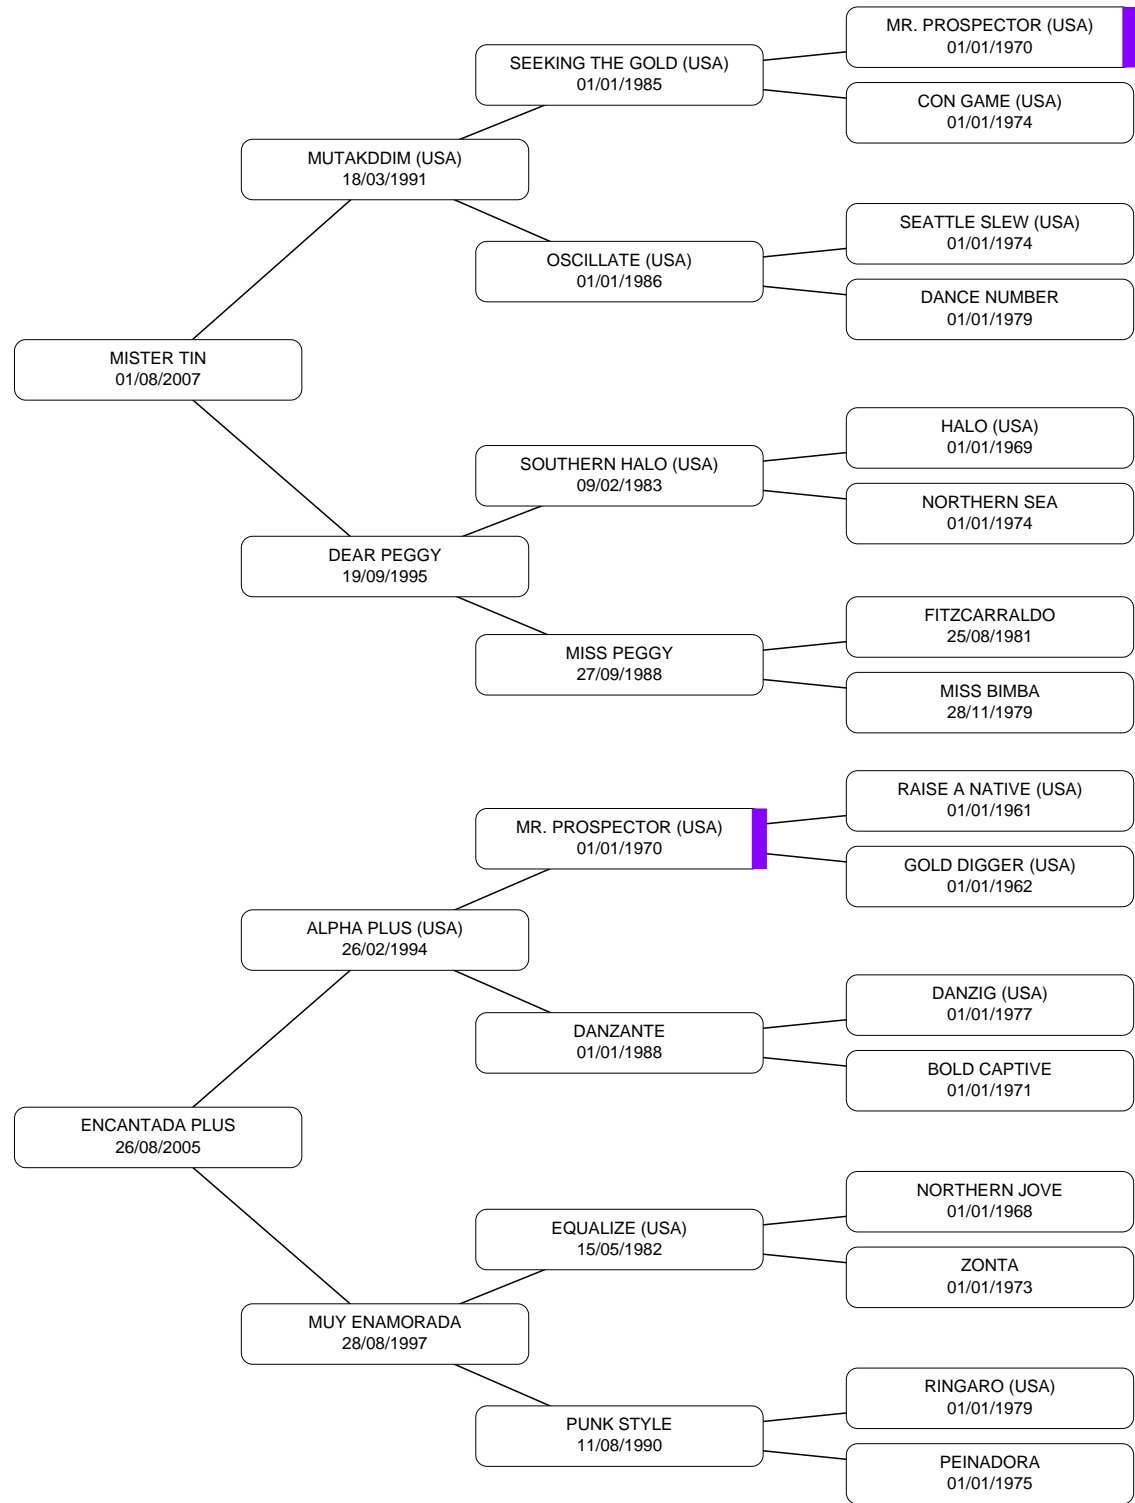 MR. PROSPECTOR (USA)
01/01/1970
SEEKING THE GOLD (USA)
01/01/1985
CON GAME (USA)
01/01/1974
MUTAKDDIM (USA)
18/03/1991
SEATTLE SLEW (USA)
01/01/1974
OSCILLATE (USA)
01/01/1986
DANCE NUMBER
01/01/1979
MISTER TIN
01/08/2007
HALO (USA)
01/01/1969
SOUTHERN HALO (USA)
09/02/1983
NORTHERN SEA
01/01/1974
DEAR PEGGY
19/09/1995
FITZCARRALDO
25/08/1981
MISS PEGGY
27/09/1988
MISS BIMBA
28/11/1979
RAISE A NATIVE (USA)
01/01/1961
MR. PROSPECTOR (USA)
01/01/1970
GOLD DIGGER (USA)
01/01/1962
ALPHA PLUS (USA)
26/02/1994
DANZIG (USA)
01/01/1977
DANZANTE
01/01/1988
BOLD CAPTIVE
01/01/1971
ENCANTADA PLUS
26/08/2005
NORTHERN JOVE
01/01/1968
EQUALIZE (USA)
15/05/1982
ZONTA
01/01/1973
MUY ENAMORADA
28/08/1997
RINGARO (USA)
01/01/1979
PUNK STYLE
11/08/1990
PEINADORA
01/01/1975